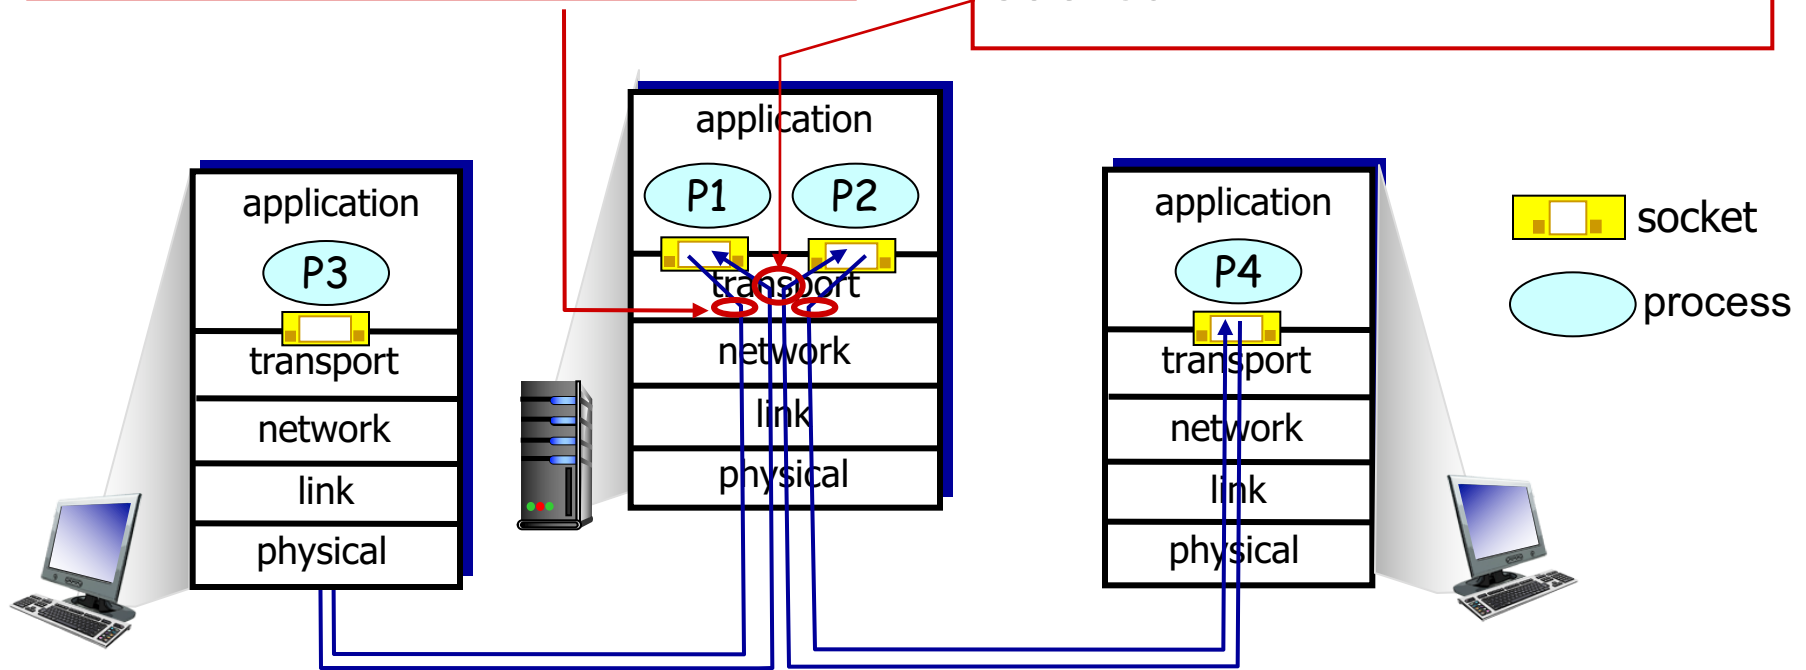 application
P1 P2
transport
network
link
physical
application
P3
transport
network
link
physical
application
P4
transport
network
link
physical
socket
process